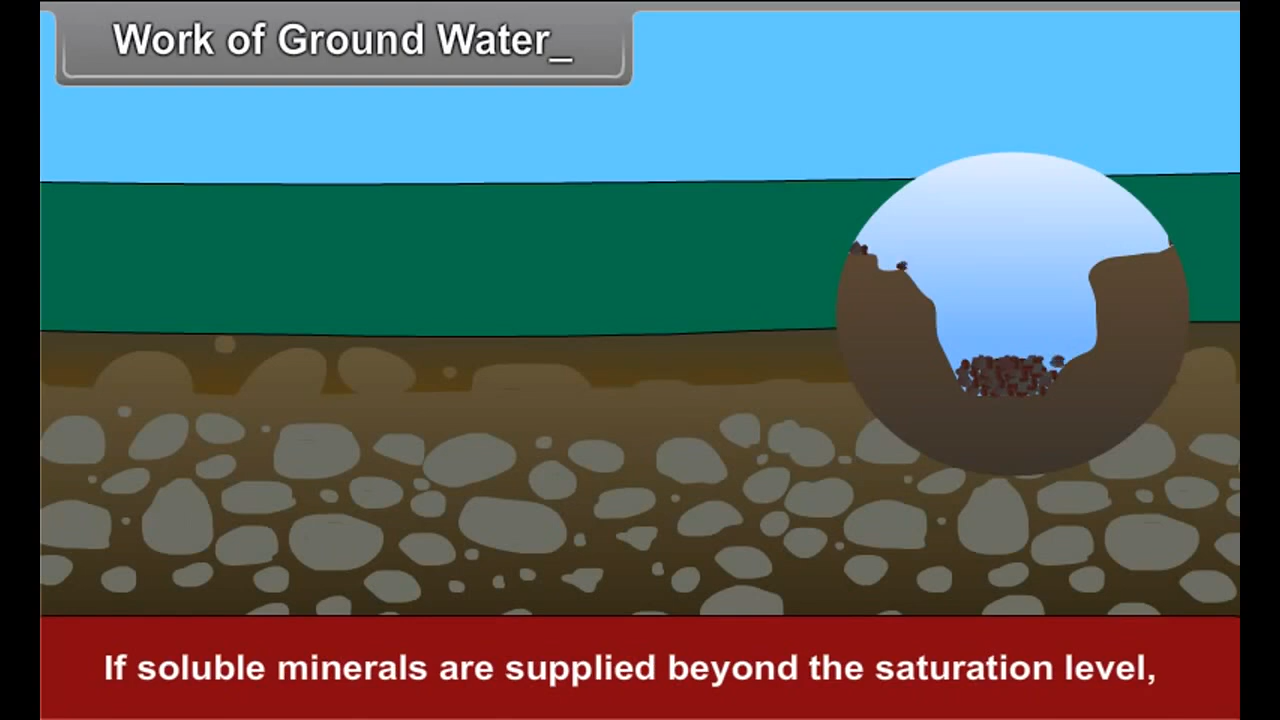 Work of Ground Water_
If soluble minerals are supplied beyond the saturation level,